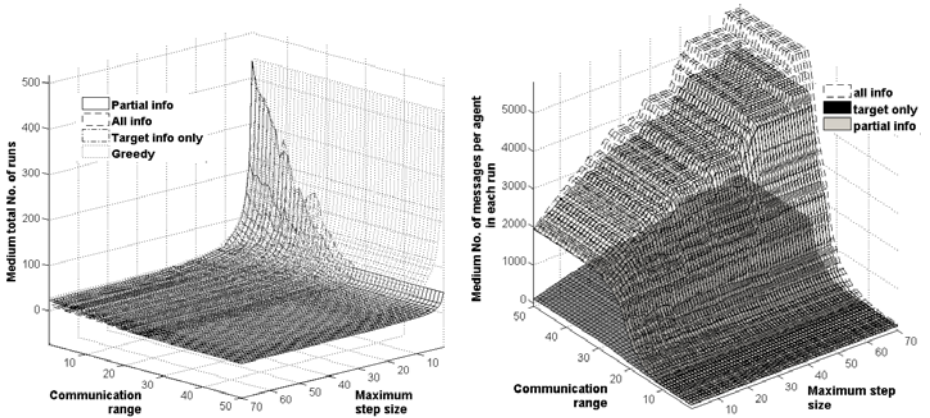 500
400
300
200
100
0
Medium total No. of runs
Partial info
All info
Target info only
Greedy
10
20
30
40
50
Communication
range
70
60
50
40
30
20
10
Maximum
step size
5000
4000
3000
2000
1000
0
Medium No. of messages per agent
in each run
all info
target only
partial info
50
40
30
20
10
Communication
range
10
20
30
40
50
60
70
Maximum step
size